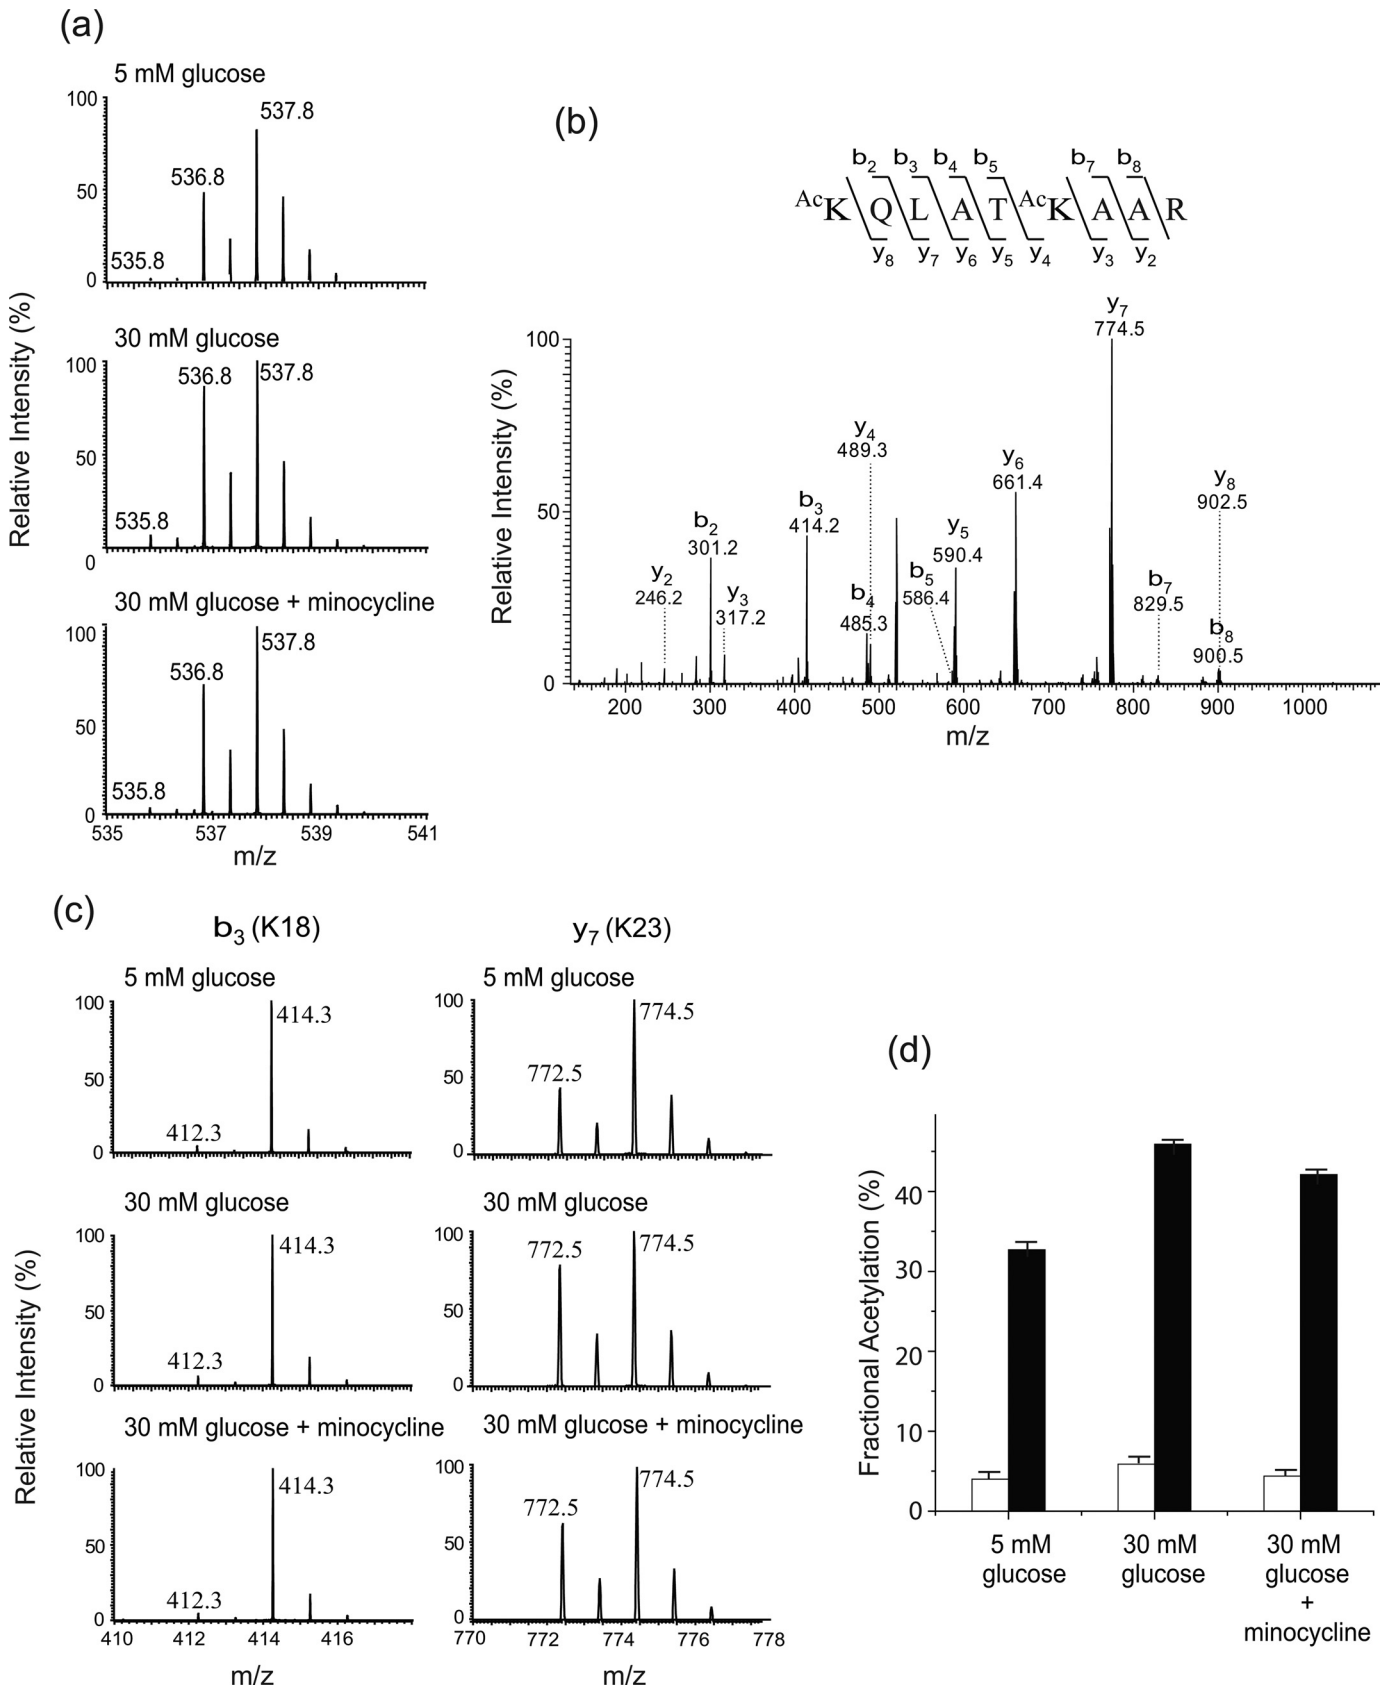 (a)
5 mM glucose
100
50
0
535.8
536.8
537.8
30 mM glucose
100
50
0
535.8
536.8
537.8
30 mM glucose + minocycline
100
50
0
535.8
536.8
537.8
535 537 539 541
m/z
Relative Intensity (%)
(b)
b2 b3 b4 b5 b7 b8
AcK Q L A T AcK A A R
y8 y7 y6 y5 y4 y3 y2
100
50
0
Relative Intensity (%)
y2
246.2
b2
301.2
y3
317.2
b3
414.2
y4
489.3
b4
485.3
b5
586.4
y5
590.4
y6
661.4
y7
774.5
b7
829.5
y8
902.5
b8
900.5
200 300 400 500 600 700 800 900 1000
m/z
(c)
b3 (K18)
5 mM glucose
100
50
0
412.3
414.3
30 mM glucose
100
50
0
412.3
414.3
30 mM glucose + minocycline
100
50
0
412.3
414.3
410 412 414 416
m/z
Relative Intensity (%)
y7 (K23)
5 mM glucose
100
50
0
772.5
774.5
30 mM glucose
100
50
0
772.5
774.5
30 mM glucose + minocycline
100
50
0
772.5
774.5
770 772 774 776 778
m/z
(d)
Fractional Acetylation (%)
40
30
20
10
0
5 mM
glucose
30 mM
glucose
30 mM
glucose
+
minocycline